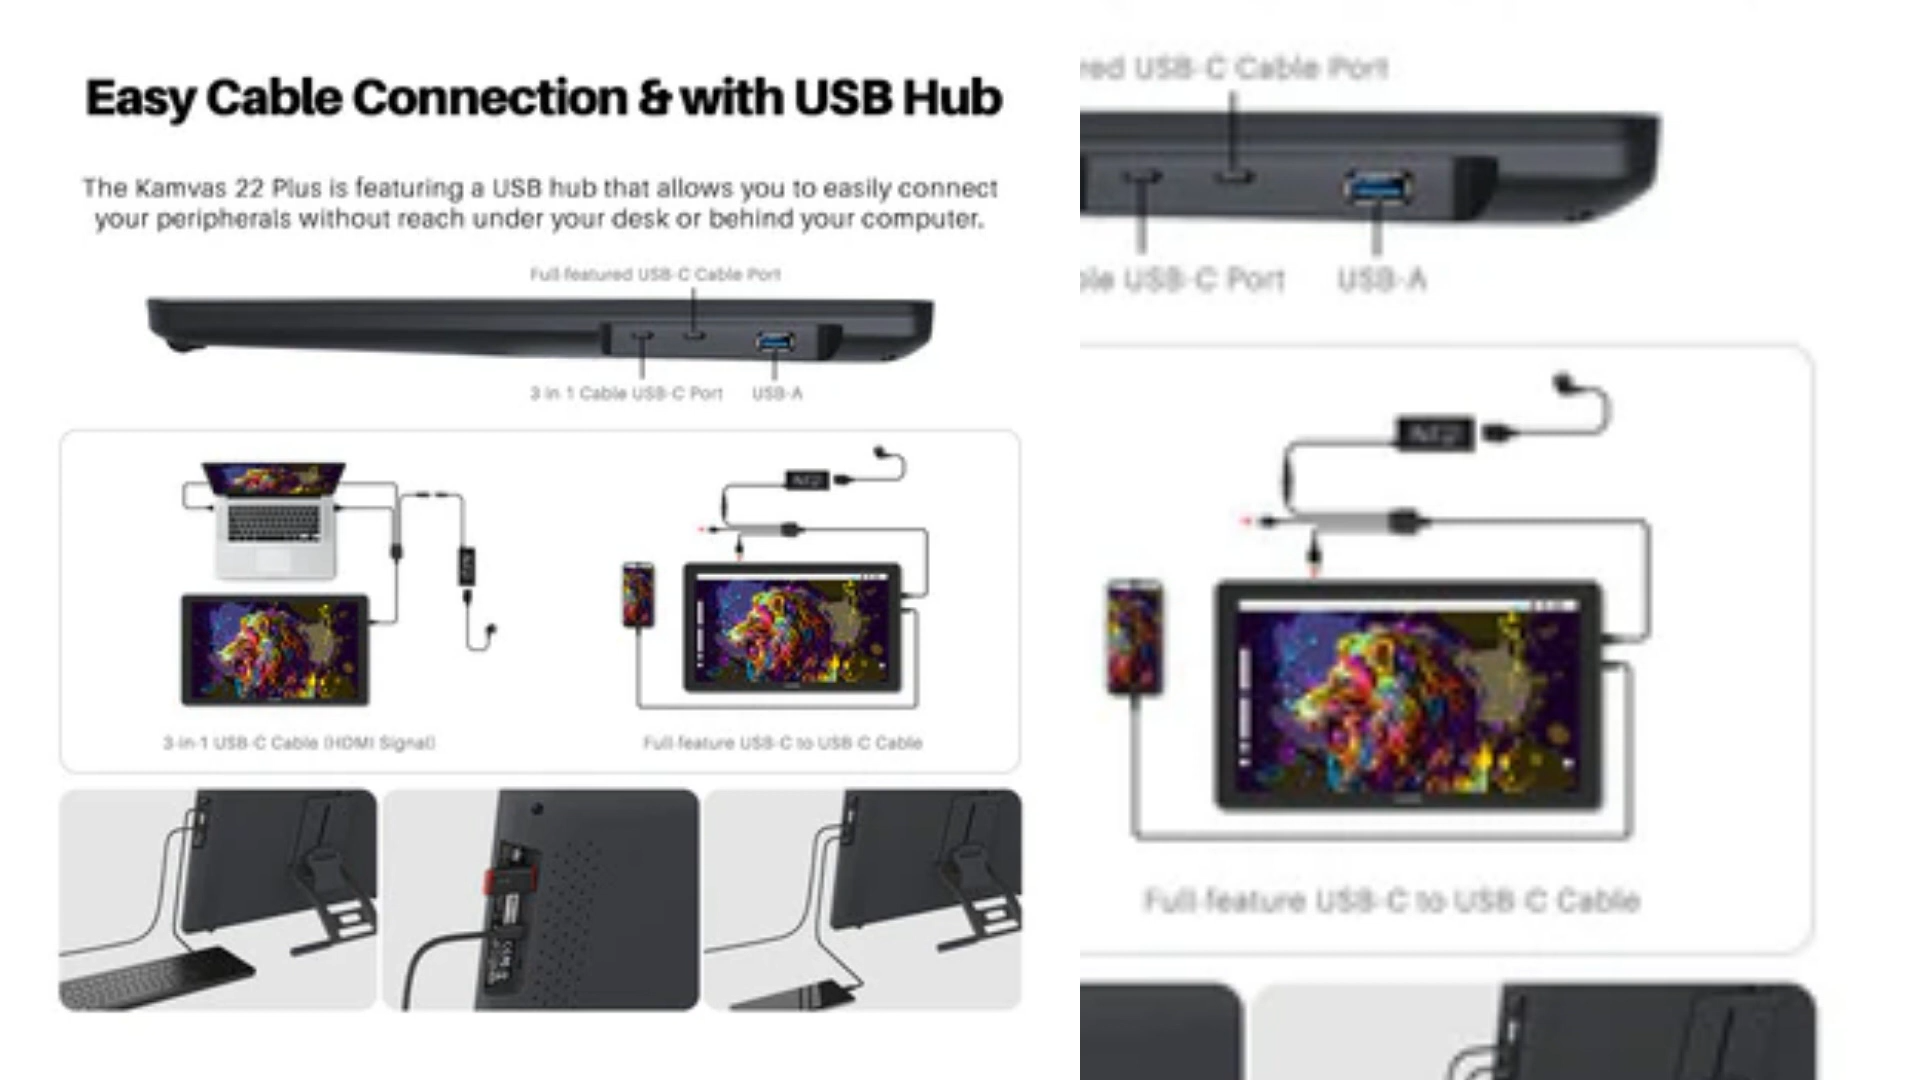 Easy Cable Connection & with USB Hub
The Kamvas 22 Plus is featuring a USB hub that allows you to easily connect
your peripherals without reach under your desk or behind your computer.
Full-featured USB-C Cable Port
3 in 1 Cable USB-C Port
USB-A
3-in-1 USB-C Cable (HDMI Signal)
Full-feature USB-C to USB-C Cable
red USB-C Cable Port
ble USB-C Port
USB-A
Full-feature USB-C to USB-C Cable